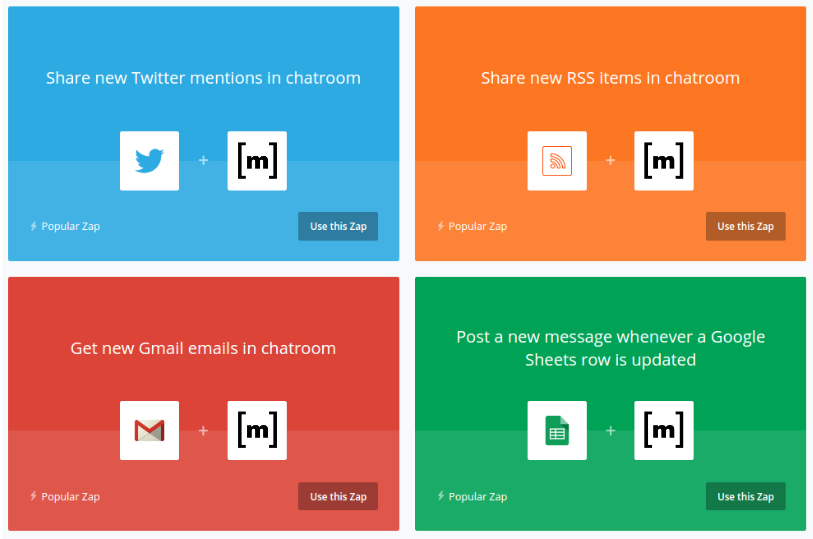 Share new Twitter mentions in chatroom
+
[m]
Popular Zap
Use this Zap
Share new RSS items in chatroom
+
[m]
Popular Zap
Use this Zap
Get new Gmail emails in chatroom
+
[m]
Popular Zap
Use this Zap
Post a new message whenever a Google
Sheets row is updated
+
[m]
Popular Zap
Use this Zap